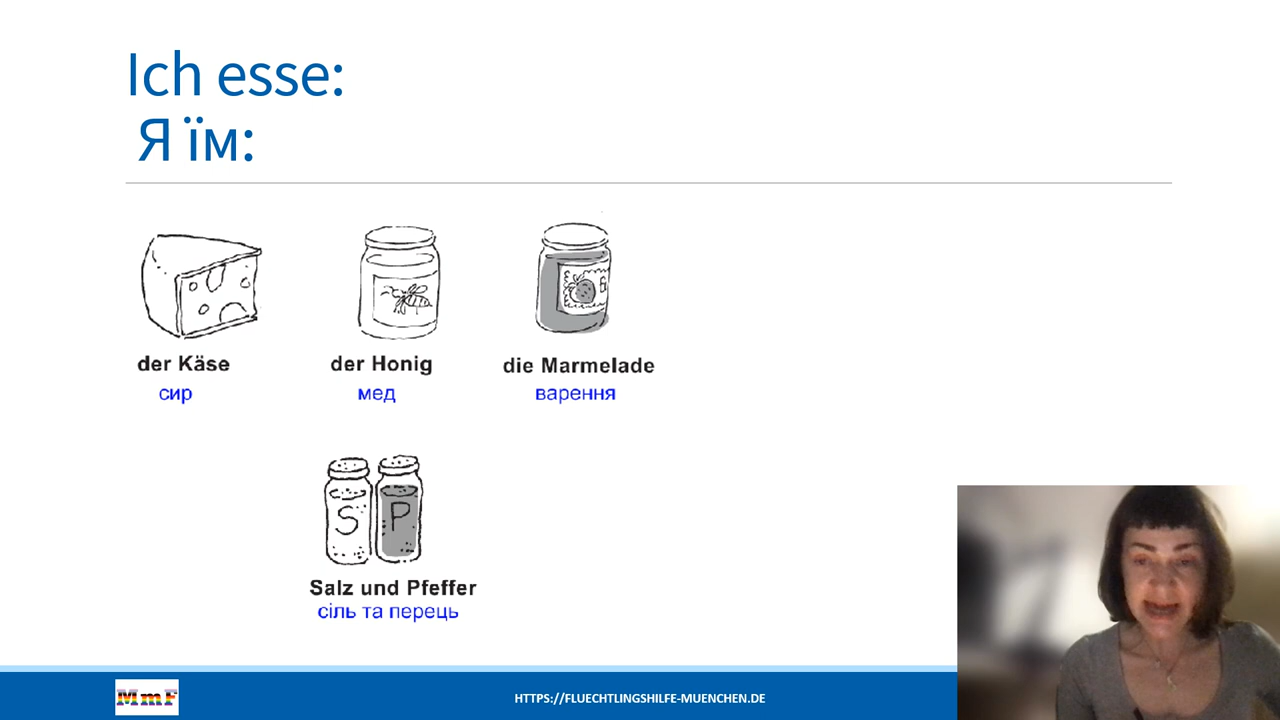 Ich esse:
Я їм:
der Käse
сир
der Honig
мед
die Marmelade
варення
S P
Salz und Pfeffer
сіль та перець
MmF
HTTPS://FLUECHTLINGSHILFE-MUENCHEN.DE